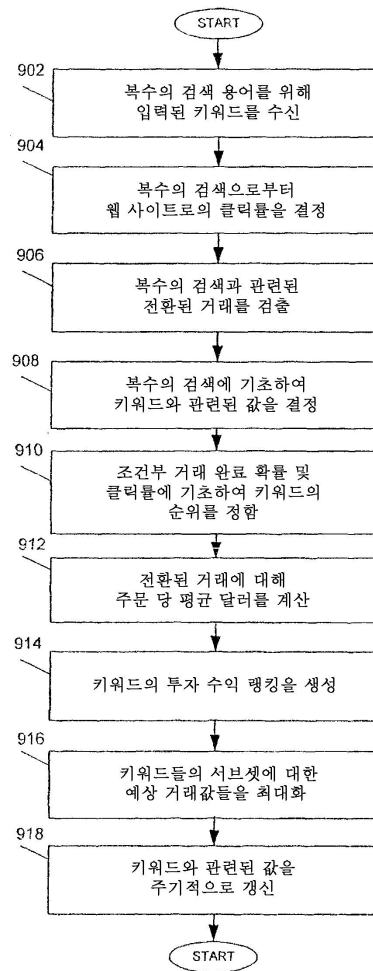 START
902
복수의 검색 용어를 위해
입력된 키워드를 수신
904
복수의 검색으로부터
웹 사이트로의 클릭률을 결정
906
복수의 검색과 관련된
전환된 거래를 검출
908
복수의 검색에 기초하여
키워드와 관련된 값을 결정
910
조건부 거래 완료 확률 및
클릭률에 기초하여 키워드의
순위를 정함
912
전환된 거래에 대해
주문 당 평균 달러를 계산
914
키워드의 투자 수익 랭킹을 생성
916
키워드들의 서브셋에 대한
예상 거래값들을 최대화
918
키워드와 관련된 값을
주기적으로 갱신
START